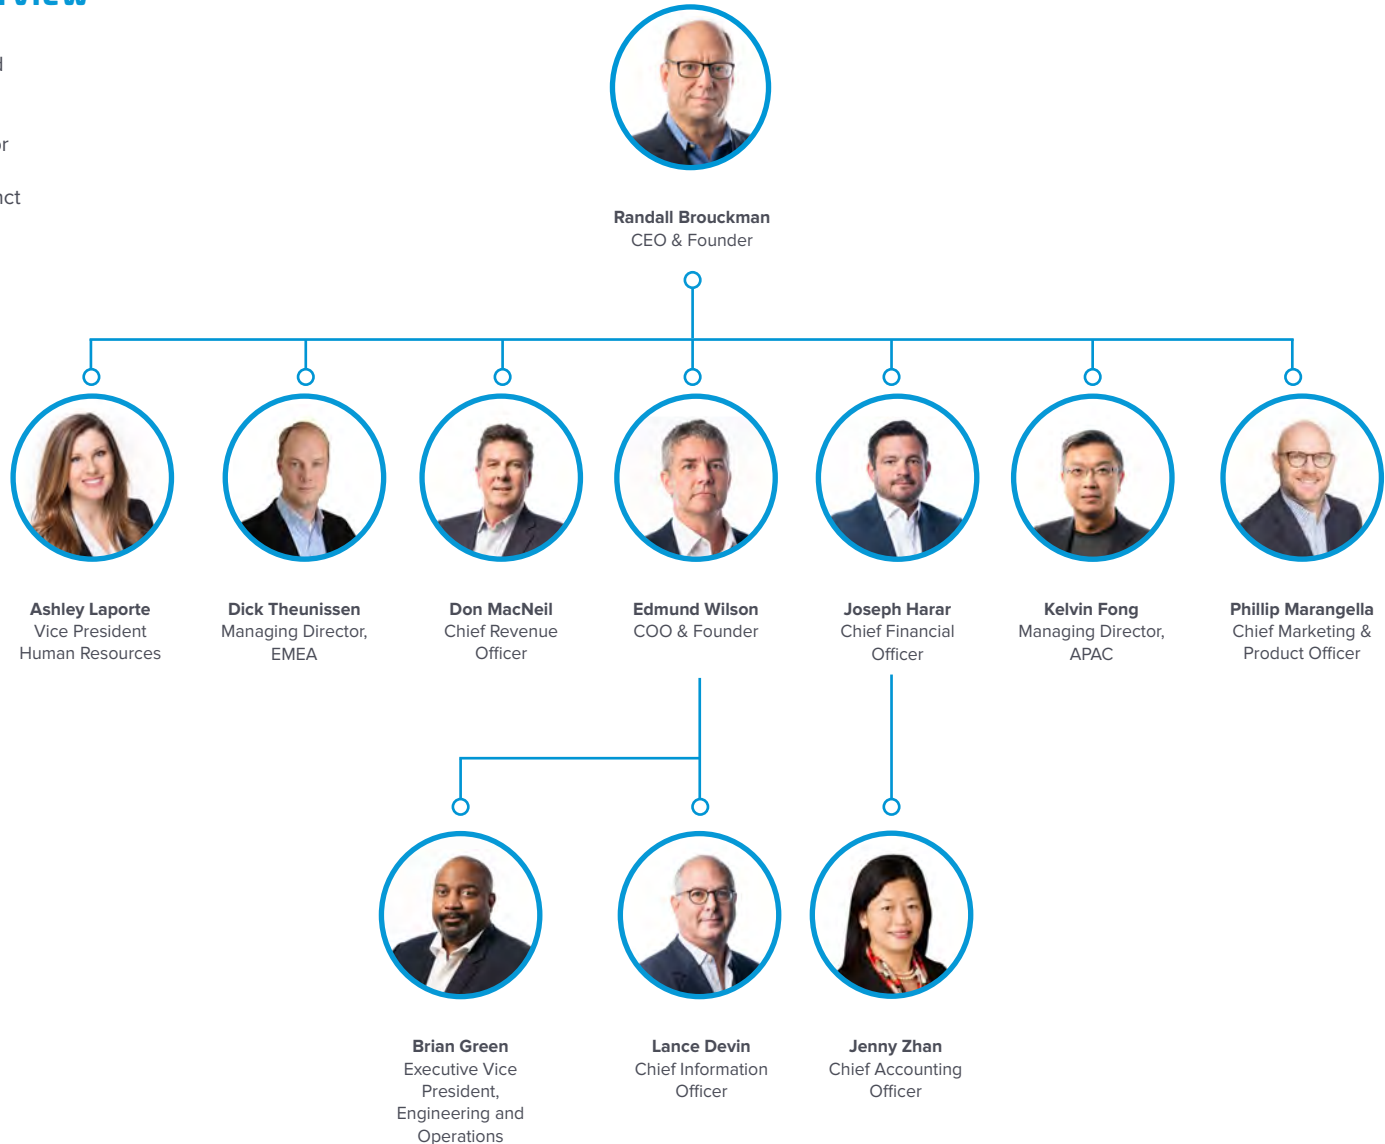 Randall Brouckman
CEO & Founder
Ashley Laporte
Vice President
Human Resources
Dick Theunissen
Managing Director,
EMEA
Don MacNeil
Chief Revenue
Officer
Edmund Wilson
COO & Founder
Joseph Harar
Chief Financial
Officer
Kelvin Fong
Managing Director,
APAC
Phillip Marangella
Chief Marketing &
Product Officer
Brian Green
Executive Vice
President,
Engineering and
Operations
Lance Devin
Chief Information
Officer
Jenny Zhan
Chief Accounting
Officer